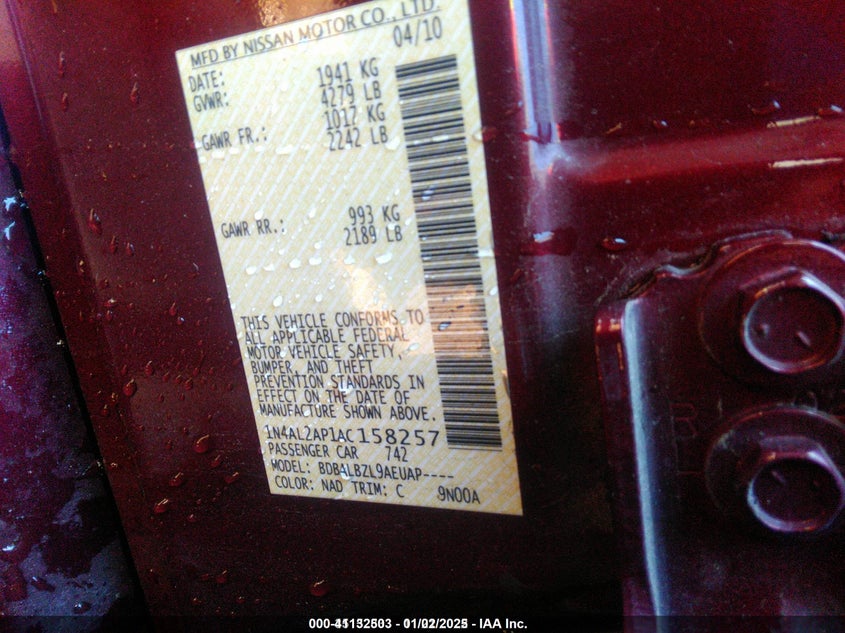 MFD BY NISSAN MOTOR CO., LTD.
DATE: 04/10
GVWR: 1941 KG
4279 LB
GAWR FR.: 1017 KG
2242 LB
GAWR RR.: 993 KG
2189 LB
THIS VEHICLE CONFORMS TO
ALL APPLICABLE FEDERAL
MOTOR VEHICLE SAFETY,
BUMPER, AND THEFT
PREVENTION STANDARDS IN
EFFECT ON THE DATE OF
MANUFACTURE SHOWN ABOVE.
1N4AL2AP1AC158257
PASSENGER CAR 742
MODEL: BDBALBZL9AEUAP----
COLOR: NAD TRIM: C 9N00A
- IAA Inc.